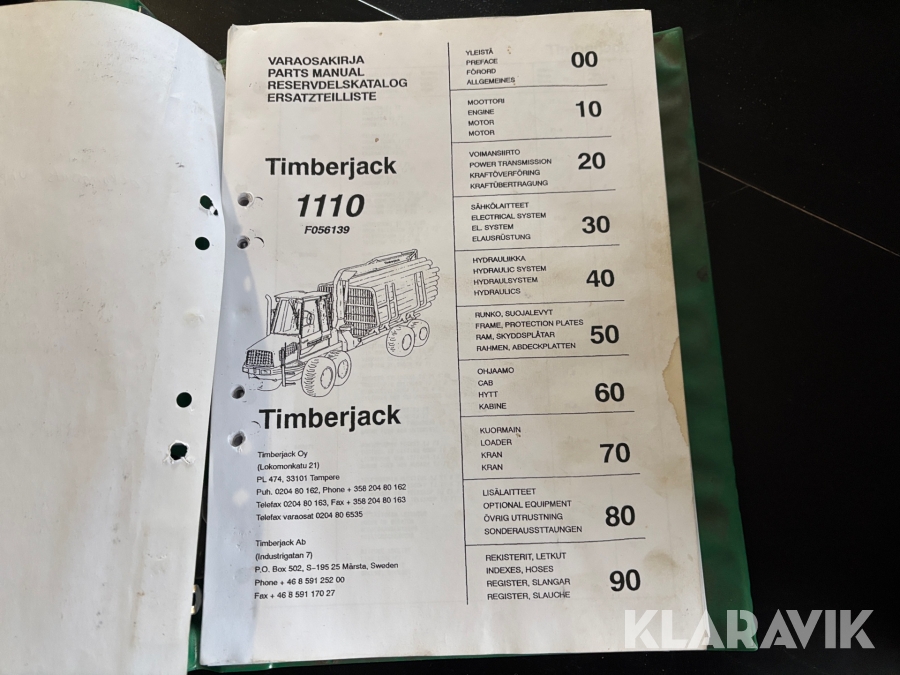 VARAOSAKIRJA
PARTS MANUAL
RESERVDELSKATALOG
ERSATZTEILLISTE
Timberjack
1110
F056139
Timberjack
Timberjack Oy
(Lokomonkatu 21)
PL 474, 33101 Tampere
Puh. 0204 80 162, Phone + 358 204 80 162
Telefax 0204 80 163, Fax + 358 204 80 163
Telefax varaosat 0204 80 6535
Timberjack Ab
(Industrigatan 7)
P.O. Box 502, S–195 25 Märsta, Sweden
Phone + 46 8 591 252 00
Fax + 46 8 591 170 27
YLEISTÄ
PREFACE
FÖRORD
ALLGEMEINES
00
MOOTTORI
ENGINE
MOTOR
MOTOR
10
VOIMANSIIRTO
POWER TRANSMISSION
KRAFTÖVERFÖRING
KRAFTÜBERTRAGUNG
20
SÄHKÖLAITTEET
ELECTRICAL SYSTEM
EL. SYSTEM
ELAUSRÜSTUNG
30
HYDRAULIIKKA
HYDRAULIC SYSTEM
HYDRAULSYSTEM
HYDRAULICS
40
RUNKO, SUOJALEVYT
FRAME, PROTECTION PLATES
RAM, SKYDDSPLÅTAR
RAHMEN, ABDECKPLATTEN
50
OHJAAMO
CAB
HYTT
KABINE
60
KUORMAIN
LOADER
KRAN
KRAN
70
LISÄLAITTEET
OPTIONAL EQUIPMENT
ÖVRIG UTRUSTNING
SONDERAUSSTTAUNGEN
80
REKISTERIT, LETKUT
INDEXES, HOSES
REGISTER, SLANGAR
REGISTER, SLAUCHE
90
KLARAVIK